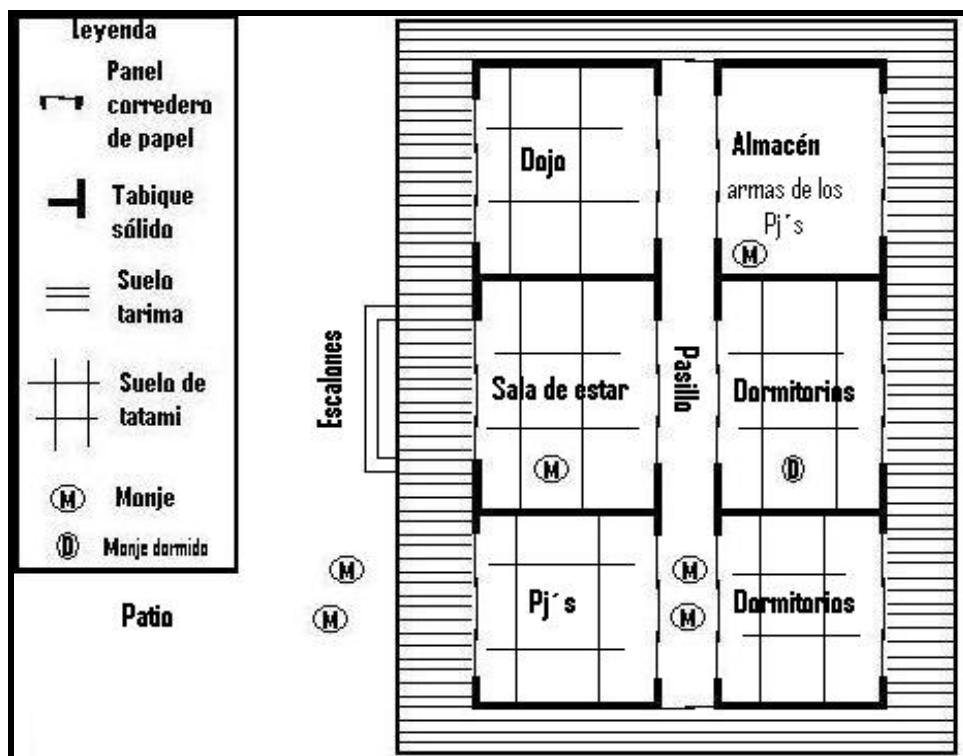 Leyenda
Panel
corredero
de papel
Tabique
sólido
Suelo
tarima
Suelo de
tatami
M Monje
D Monje dormido
Patio
Escalones
M
M
Dojo
Almacén
armas de los
Pj´s
M
Sala de estar
M
Pasillo
Dormitorios
D
Pj´s
M
M
Dormitorios